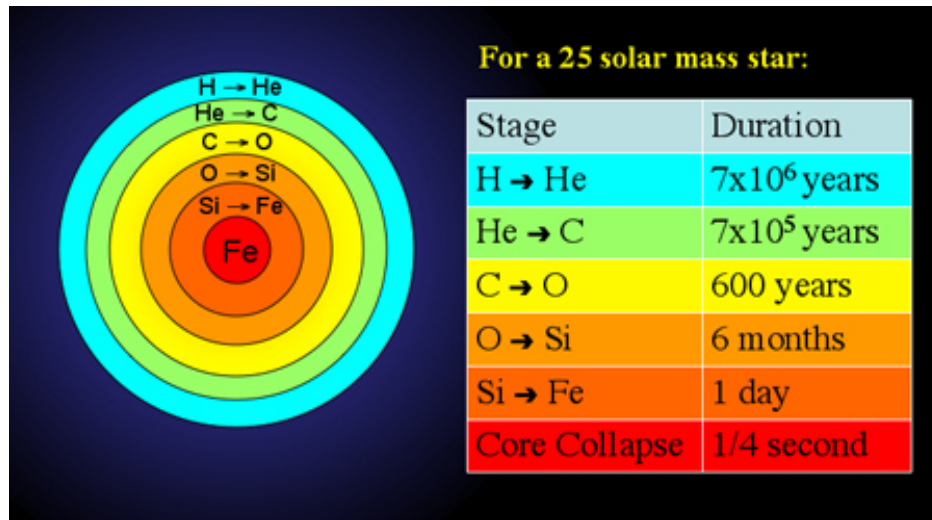 For a 25 solar mass star:
H → He
He → C
C → O
O → Si
Si → Fe
Fe
Stage Duration
H → He 7x10⁶ years
He → C 7x10⁵ years
C → O 600 years
O → Si 6 months
Si → Fe 1 day
Core Collapse 1/4 second